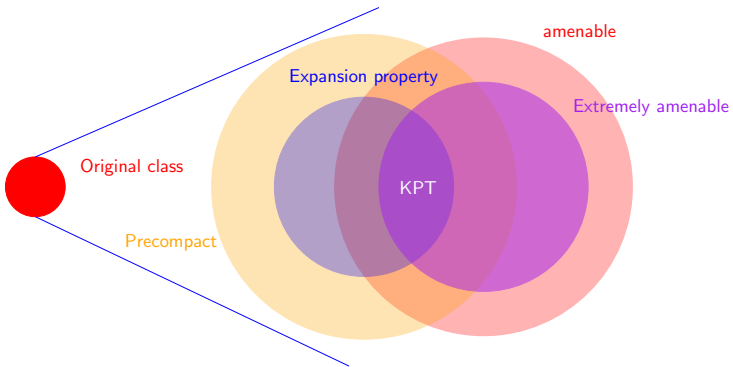 amenable
Expansion property
Extremely amenable
Original class
KPT
Precompact